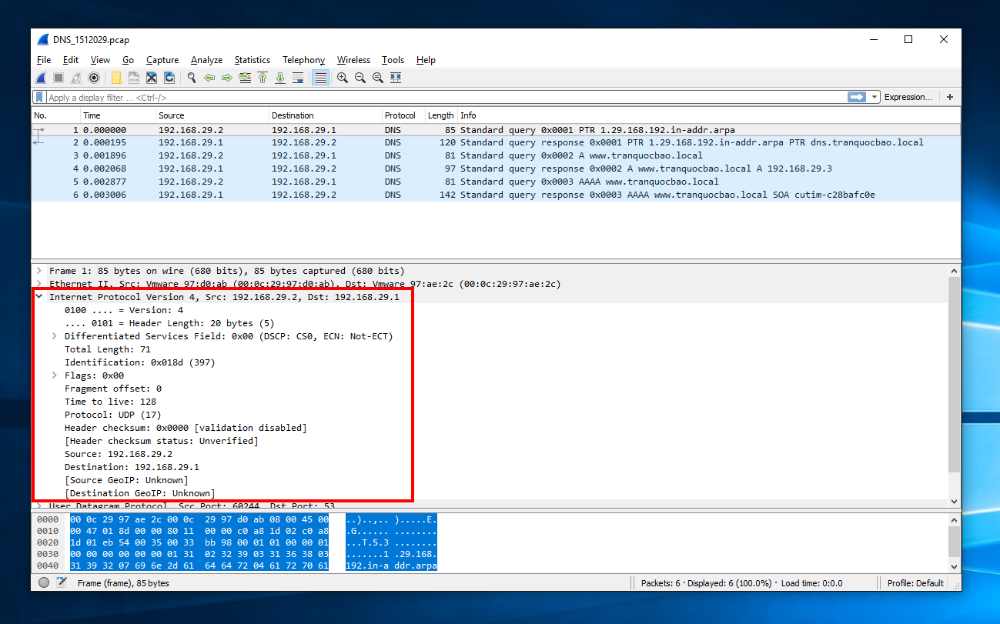 DNS_1512029.pcap
File Edit View Go Capture Analyze Statistics Telephony Wireless Tools Help
Apply a display filter ... <Ctrl-/> Expression... +
No. Time Source Destination Protocol Length Info
1 0.000000 192.168.29.2 192.168.29.1 DNS 85 Standard query 0x0001 PTR 1.29.168.192.in-addr.arpa
2 0.000195 192.168.29.1 192.168.29.2 DNS 120 Standard query response 0x0001 PTR 1.29.168.192.in-addr.arpa PTR dns.tranquocbao.local
3 0.001896 192.168.29.2 192.168.29.1 DNS 81 Standard query 0x0002 A www.tranquocbao.local
4 0.002068 192.168.29.1 192.168.29.2 DNS 97 Standard query response 0x0002 A www.tranquocbao.local A 192.168.29.3
5 0.002877 192.168.29.2 192.168.29.1 DNS 81 Standard query 0x0003 AAAA www.tranquocbao.local
6 0.003006 192.168.29.1 192.168.29.2 DNS 142 Standard query response 0x0003 AAAA www.tranquocbao.local SOA cutim-c28bafc0e
Frame 1: 85 bytes on wire (680 bits), 85 bytes captured (680 bits)
Ethernet II, Src: Vmware_97:d0:ab (00:0c:29:97:d0:ab), Dst: Vmware_97:ae:2c (00:0c:29:97:ae:2c)
Internet Protocol Version 4, Src: 192.168.29.2, Dst: 192.168.29.1
0100 .... = Version: 4
.... 0101 = Header Length: 20 bytes (5)
Differentiated Services Field: 0x00 (DSCP: CS0, ECN: Not-ECT)
Total Length: 71
Identification: 0x018d (397)
Flags: 0x00
Fragment offset: 0
Time to live: 128
Protocol: UDP (17)
Header checksum: 0x0000 [validation disabled]
[Header checksum status: Unverified]
Source: 192.168.29.2
Destination: 192.168.29.1
[Source GeoIP: Unknown]
[Destination GeoIP: Unknown]
User Datagram Protocol, Src Port: 60244, Dst Port: 53
0000 00 0c 29 97 ae 2c 00 0c 29 97 d0 ab 08 00 45 00 ..)..,.. ).....E.
0010 00 47 01 8d 00 00 80 11 00 00 c0 a8 1d 02 c0 a8 .G...... ........
0020 1d 01 eb 54 00 35 00 33 bb 98 00 01 01 00 00 01 ...T.5.3 ........
0030 00 00 00 00 00 00 01 31 02 32 39 03 31 36 38 03 .......1 .29.168.
0040 31 39 32 07 69 6e 2d 61 64 64 72 04 61 72 70 61 192.in-a ddr.arpa
Frame (frame), 85 bytes Packets: 6 · Displayed: 6 (100.0%) · Load time: 0:0.0 Profile: Default